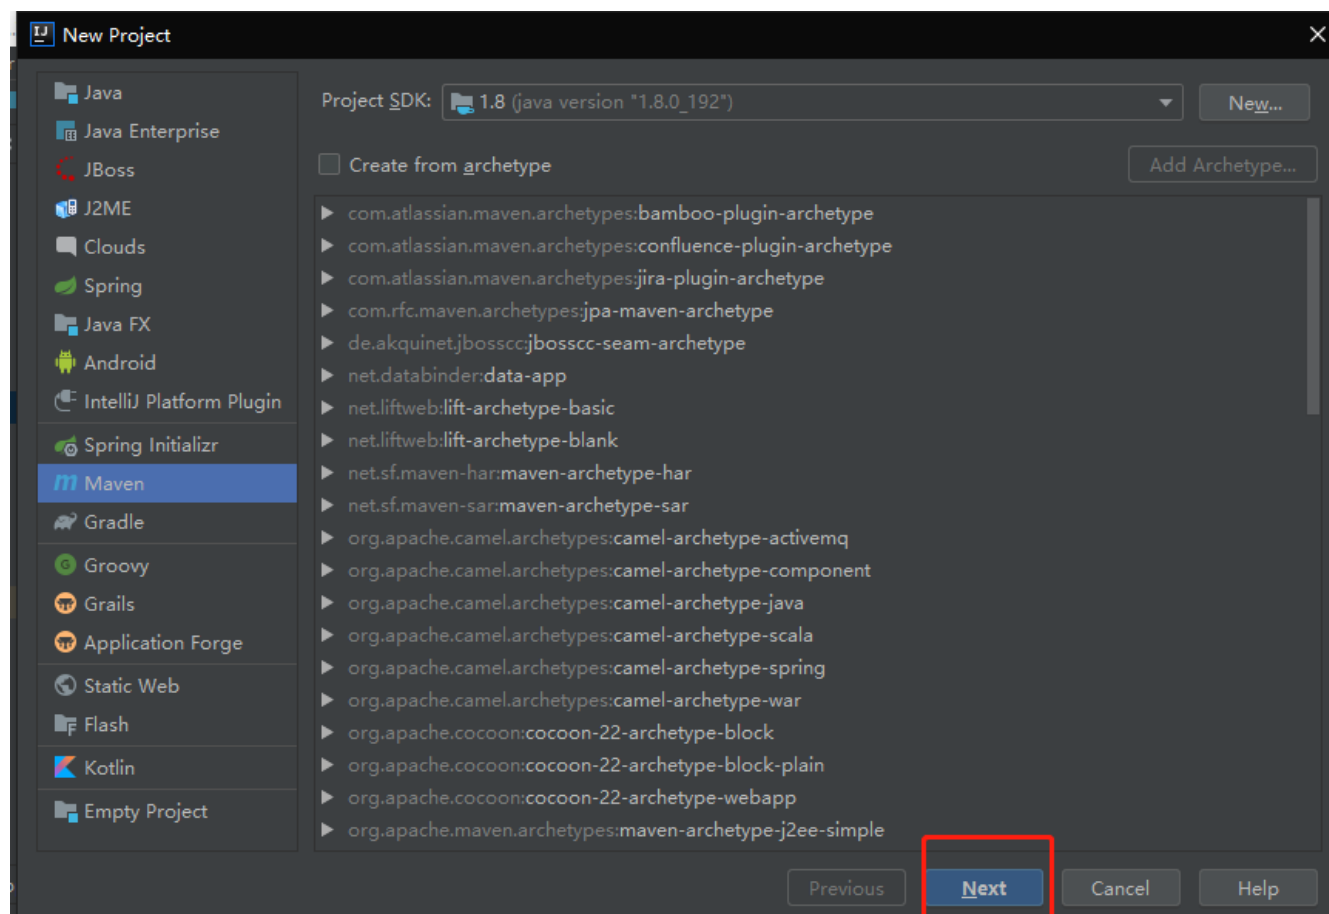 New Project
Java
Java Enterprise
JBoss
J2ME
Clouds
Spring
Java FX
Android
IntelliJ Platform Plugin
Spring Initializr
Maven
Gradle
Groovy
Grails
Application Forge
Static Web
Flash
Kotlin
Empty Project
Project SDK: 1.8 (java version "1.8.0_192") New...
Create from archetype Add Archetype...
com.atlassian.maven.archetypes:bamboo-plugin-archetype
com.atlassian.maven.archetypes:confluence-plugin-archetype
com.atlassian.maven.archetypes:jira-plugin-archetype
com.rfc.maven.archetypes:jpa-maven-archetype
de.akquinet.jbosscc:jbosscc-seam-archetype
net.databinder:data-app
net.liftweb:lift-archetype-basic
net.liftweb:lift-archetype-blank
net.sf.maven-har:maven-archetype-har
net.sf.maven-sar:maven-archetype-sar
org.apache.camel.archetypes:camel-archetype-activemq
org.apache.camel.archetypes:camel-archetype-component
org.apache.camel.archetypes:camel-archetype-java
org.apache.camel.archetypes:camel-archetype-scala
org.apache.camel.archetypes:camel-archetype-spring
org.apache.camel.archetypes:camel-archetype-war
org.apache.cocoon:cocoon-22-archetype-block
org.apache.cocoon:cocoon-22-archetype-block-plain
org.apache.cocoon:cocoon-22-archetype-webapp
org.apache.maven.archetypes:maven-archetype-j2ee-simple
Previous Next Cancel Help